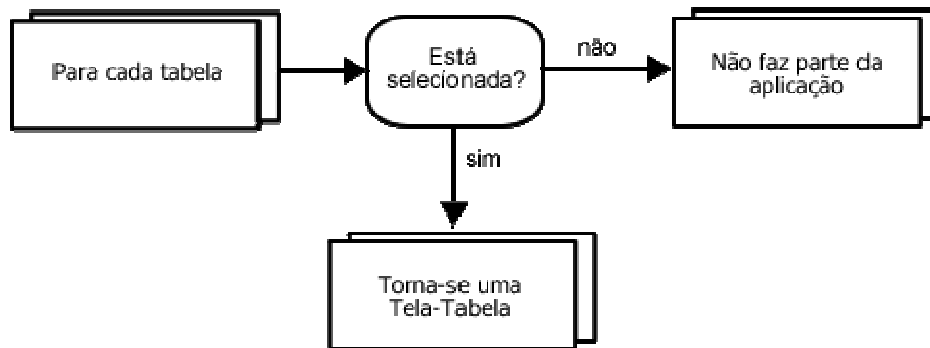 Para cada tabela
Está
selecionada?
não
Não faz parte da
aplicação
sim
Torna-se uma
Tela-Tabela